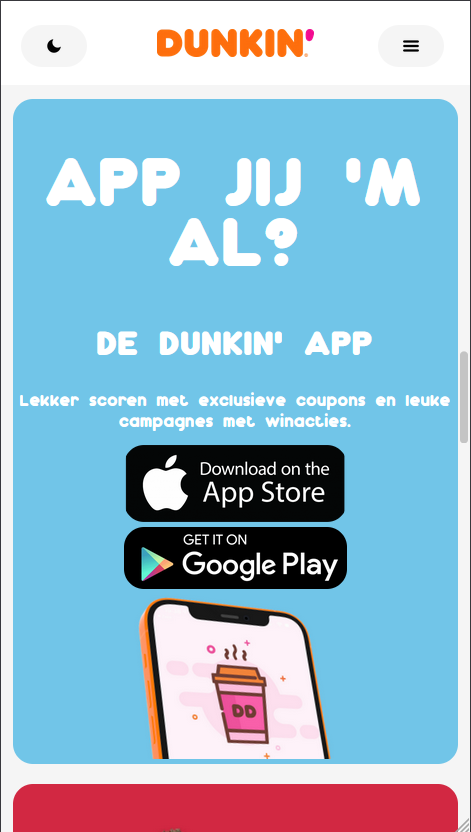 DUNKIN'
APP JIJ 'M
AL?
DE DUNKIN' APP
Lekker scoren met exclusieve coupons en leuke
campagnes met winacties.
Download on the
App Store
GET IT ON
Google Play
DD